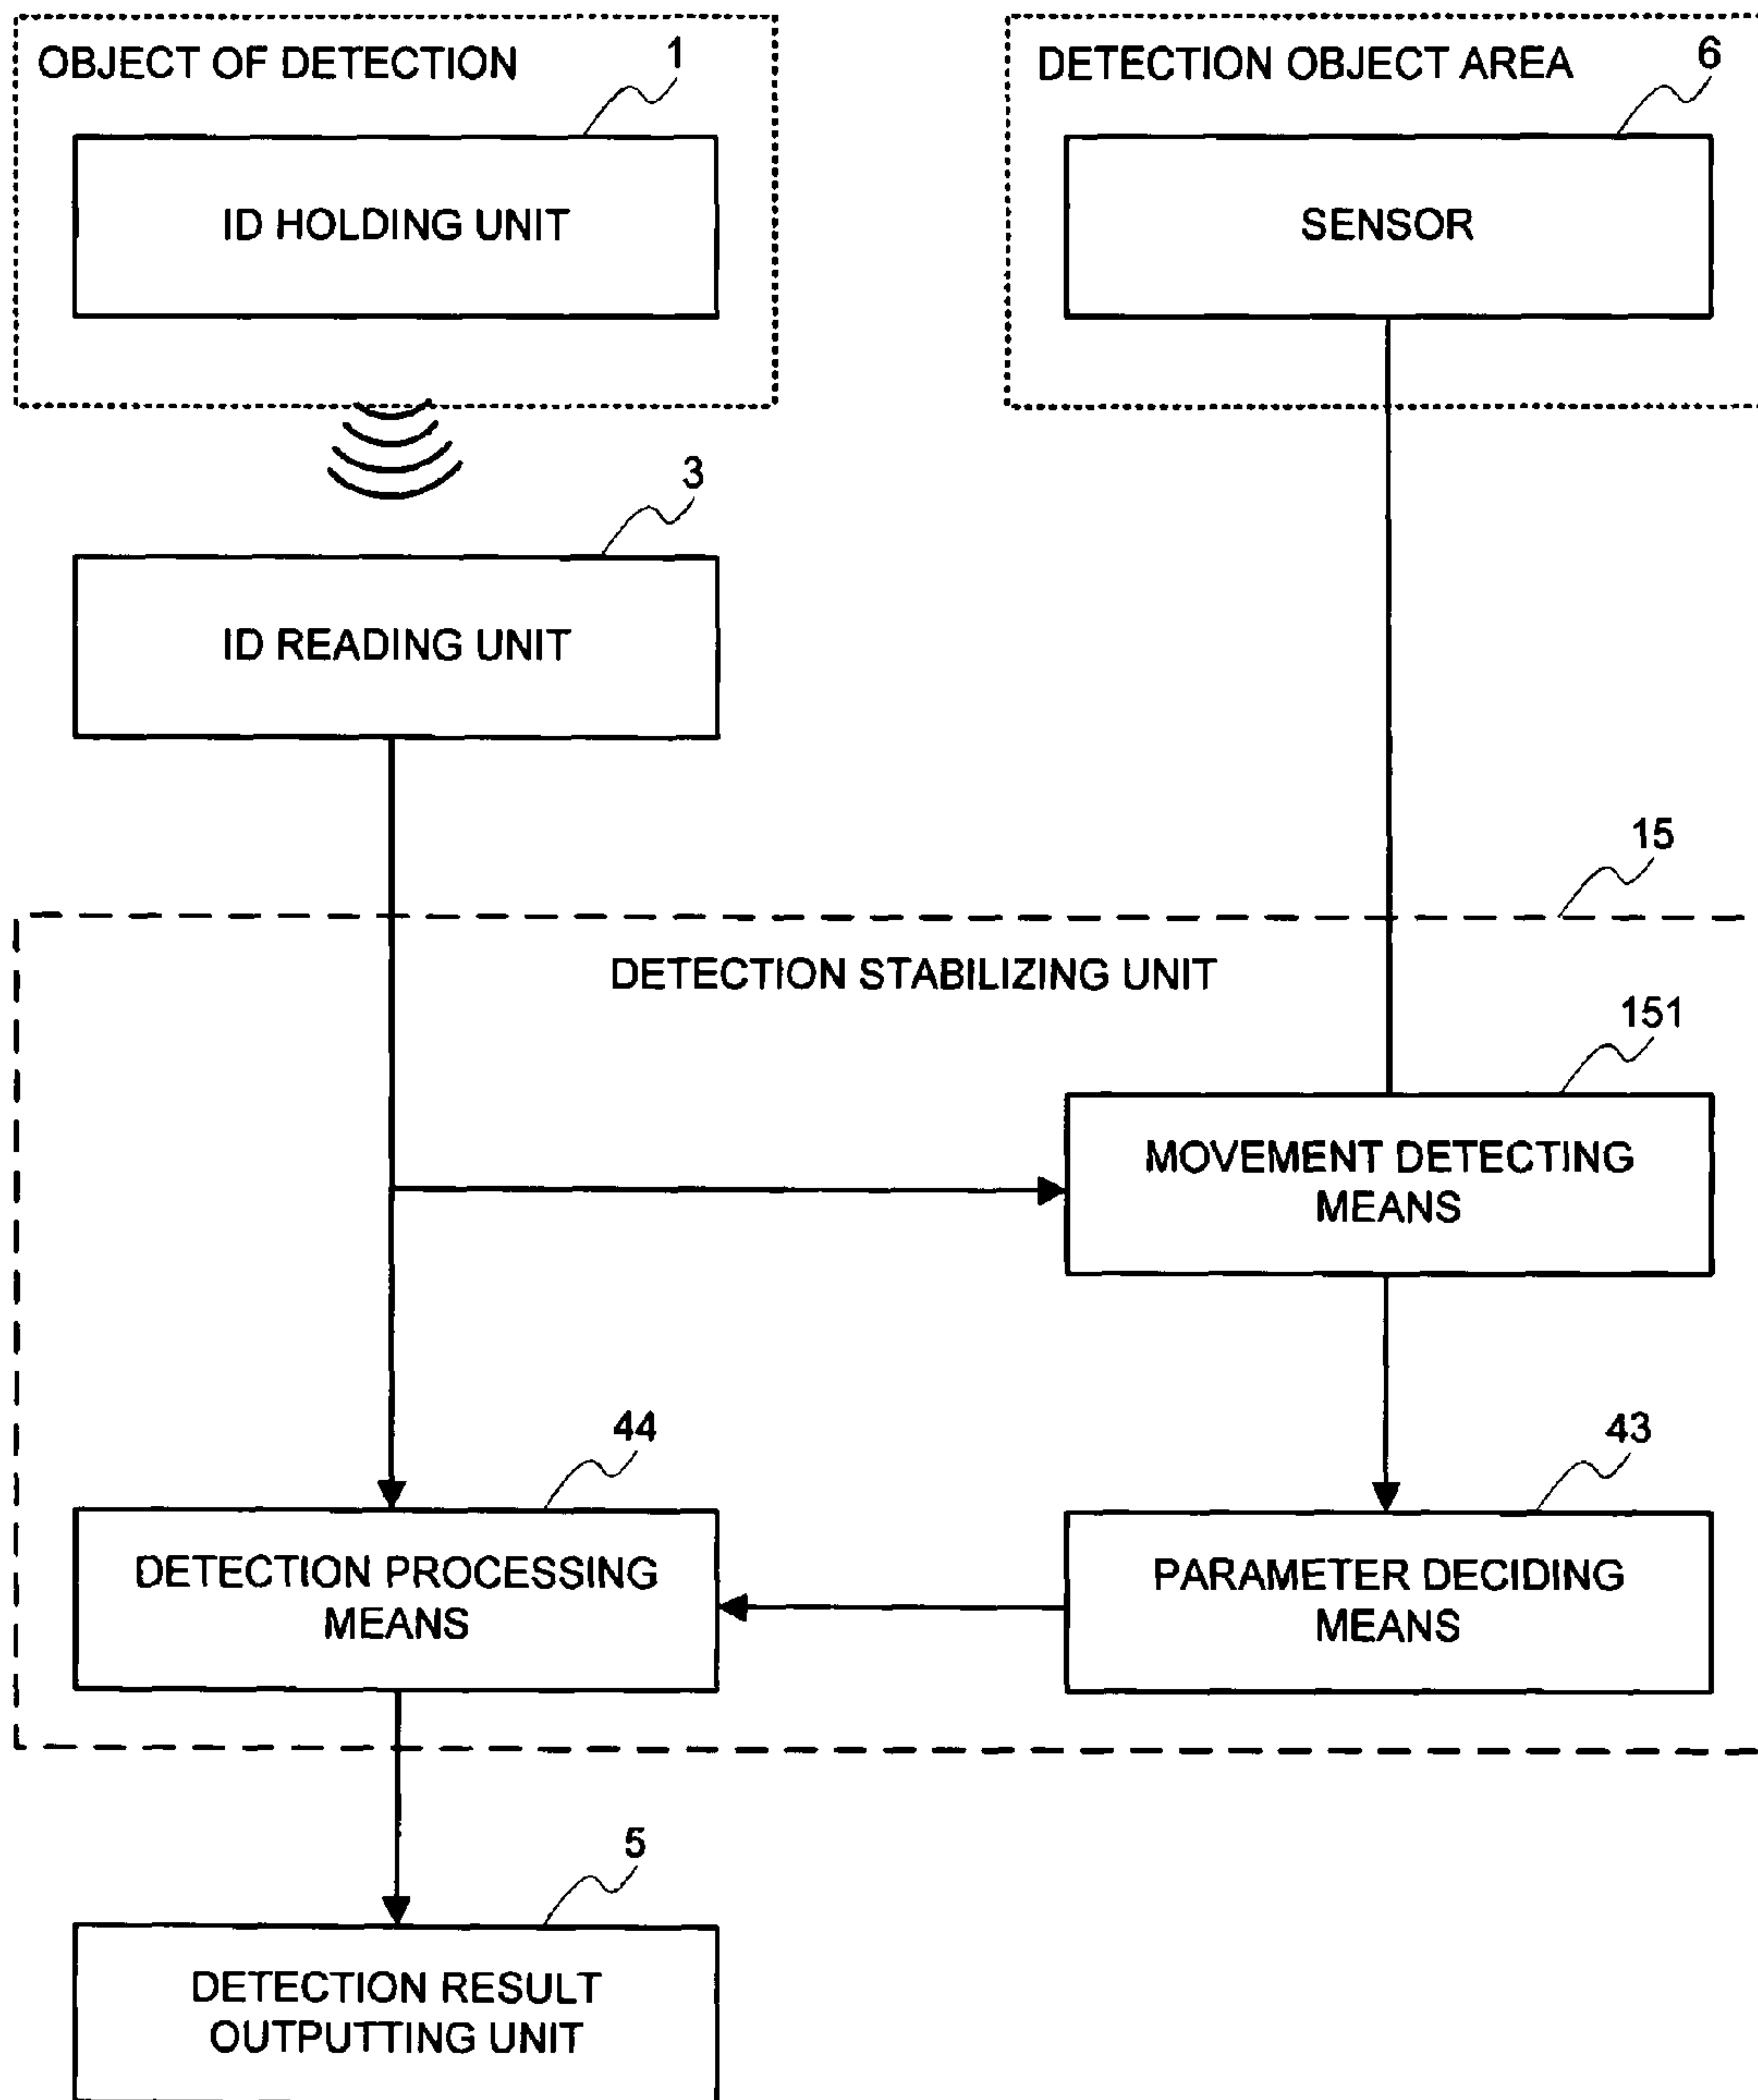 OBJECT OF DETECTION
1
ID HOLDING UNIT
DETECTION OBJECT AREA
6
SENSOR
3
ID READING UNIT
15
DETECTION STABILIZING UNIT
151
MOVEMENT DETECTING
MEANS
44
DETECTION PROCESSING
MEANS
43
PARAMETER DECIDING
MEANS
5
DETECTION RESULT
OUTPUTTING UNIT